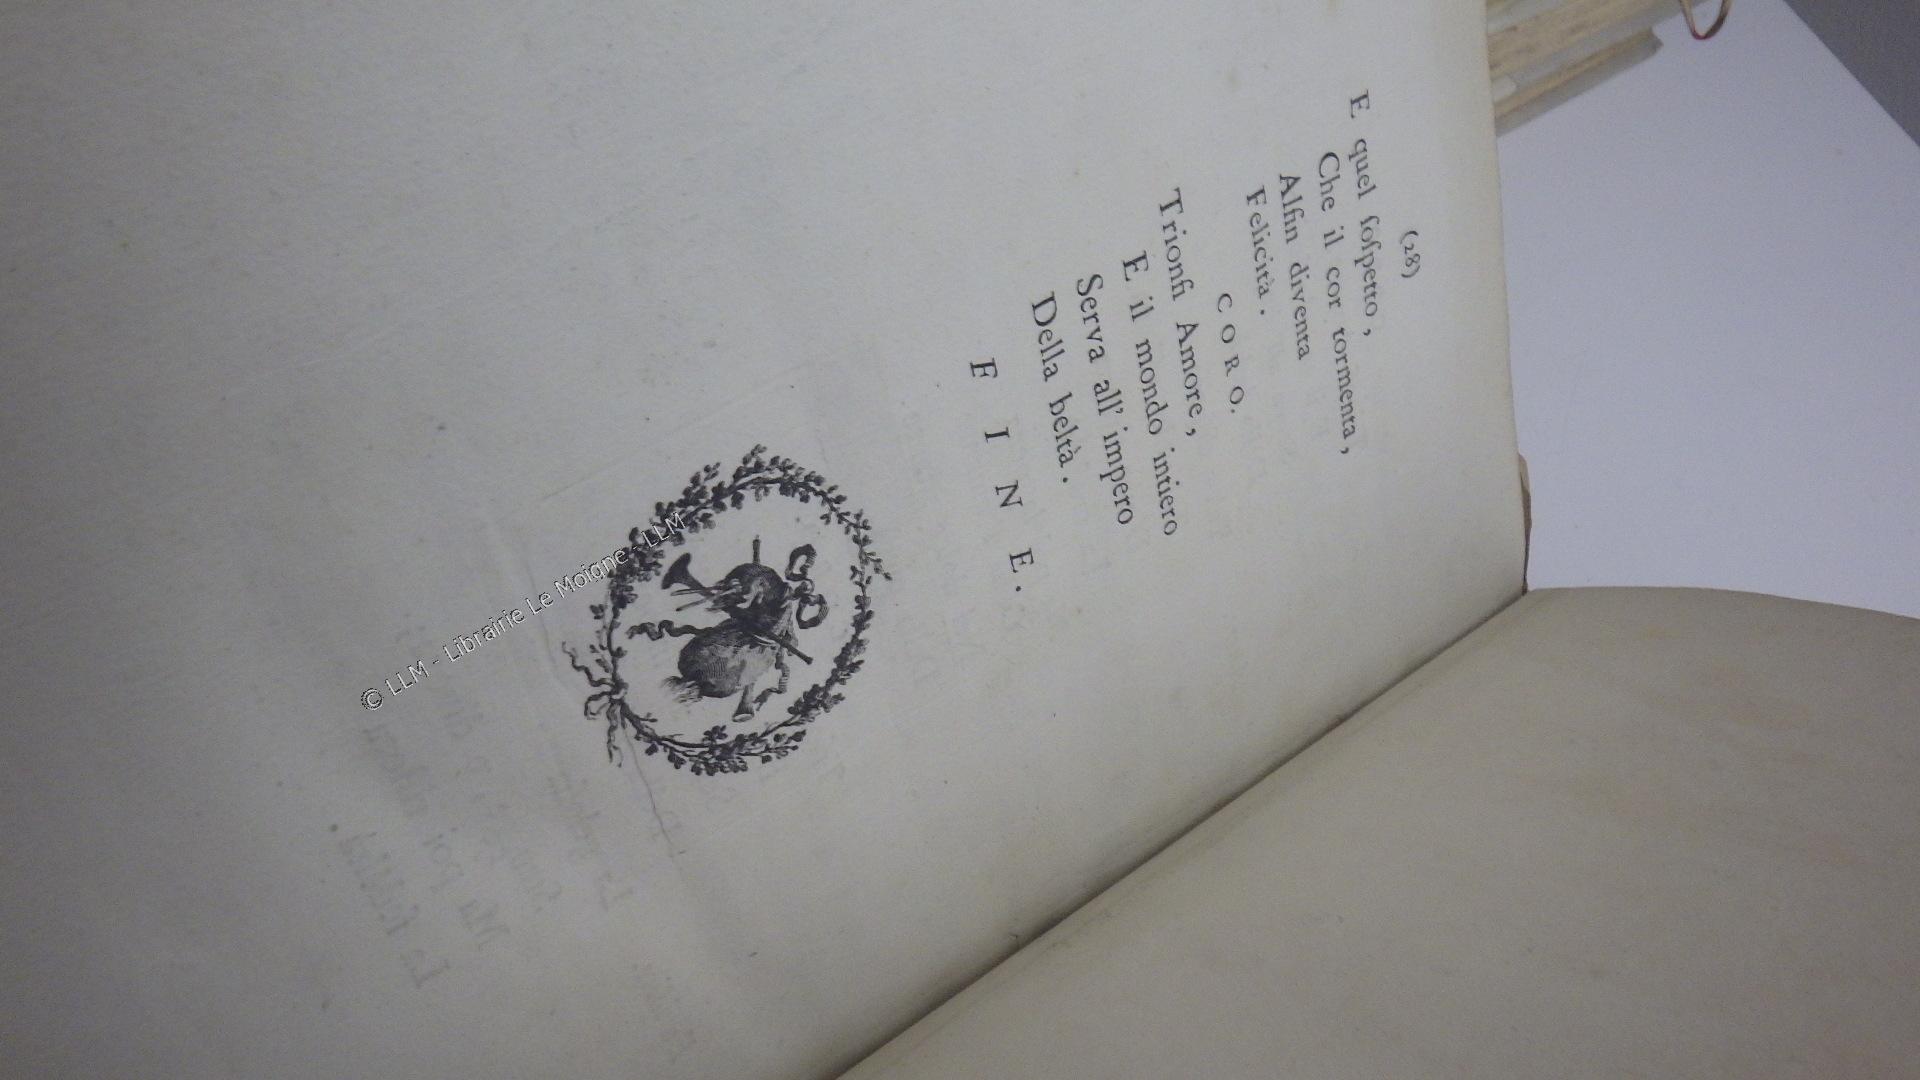 (28)
E quel ſoſpetto,
Che il cor tormenta,
Alfin diventa
Felicità.
CORO.
Trionfi Amore,
E il mondo intiero
Serva all' impero
Della beltà.
FINE.
© LLM - Librairie Le Moigne - LLM